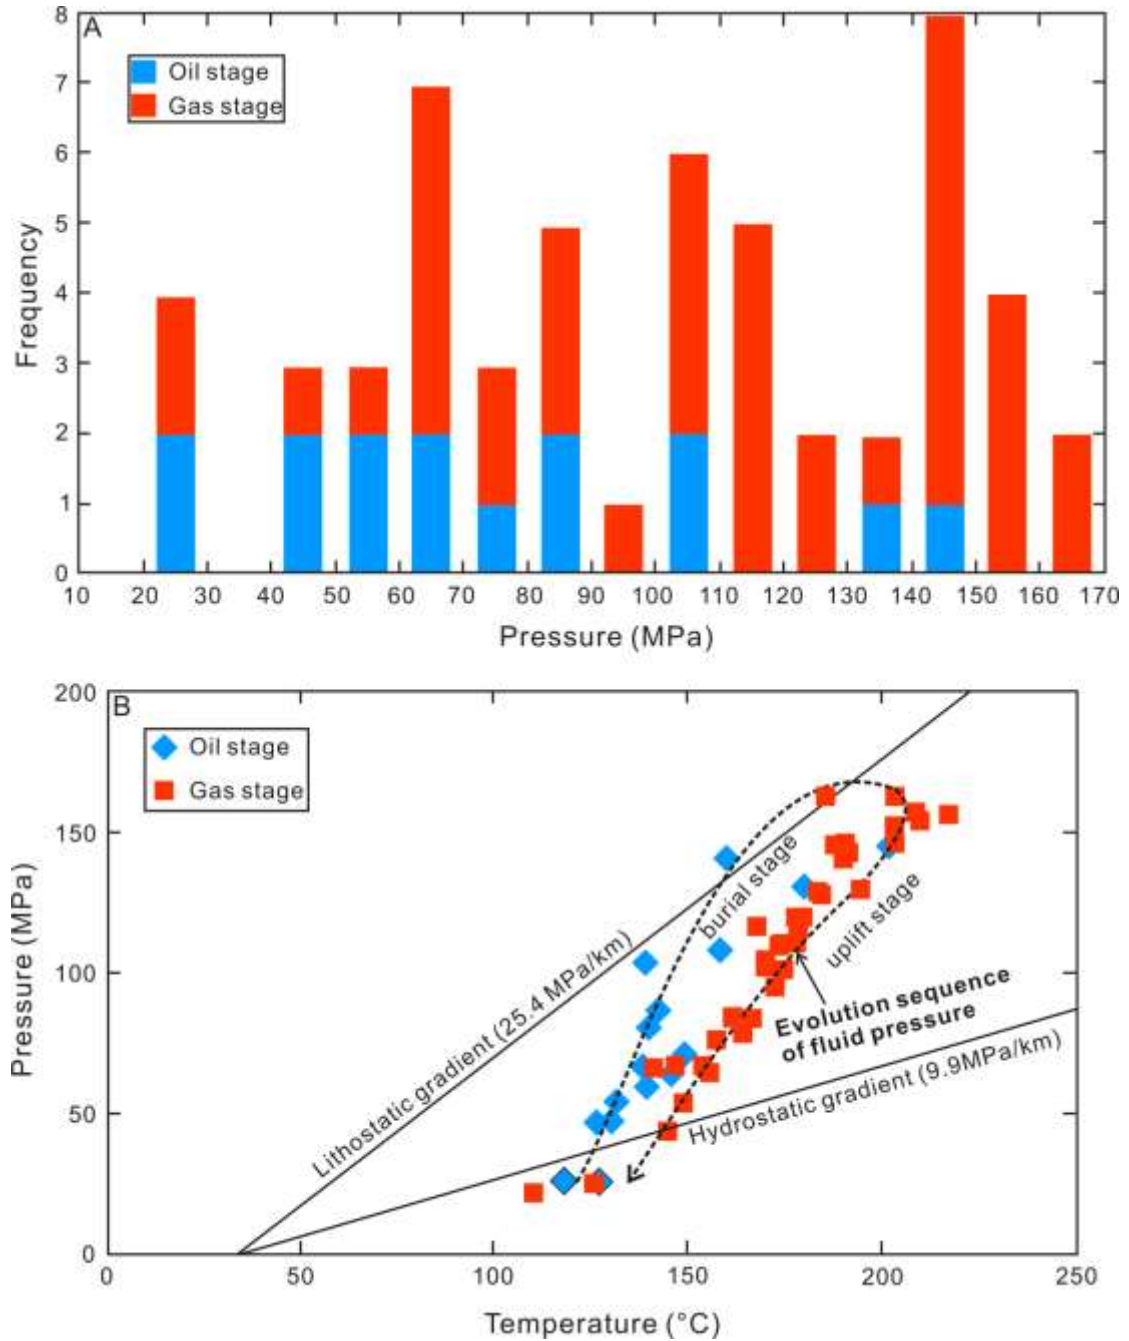 A
Oil stage
Gas stage
8
7
6
5
4
3
2
1
0
Frequency
10 20 30 40 50 60 70 80 90 100 110 120 130 140 150 160 170
Pressure (MPa)
B
Oil stage
Gas stage
200
150
100
50
0
Pressure (MPa)
Lithostatic gradient (25.4 MPa/km)
burial stage
uplift stage
Evolution sequence
of fluid pressure
Hydrostatic gradient (9.9MPa/km)
0 50 100 150 200 250
Temperature (°C)